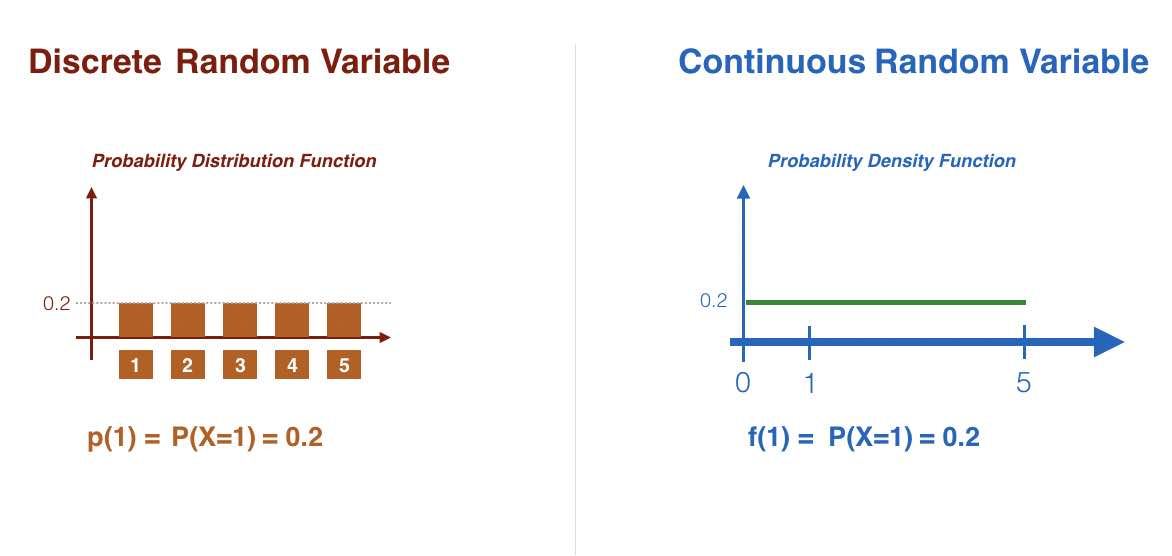 Discrete Random Variable
Probability Distribution Function
0.2
1 2 3 4 5
p(1) = P(X=1) = 0.2
Continuous Random Variable
Probability Density Function
0.2
0 1 5
f(1) = P(X=1) = 0.2